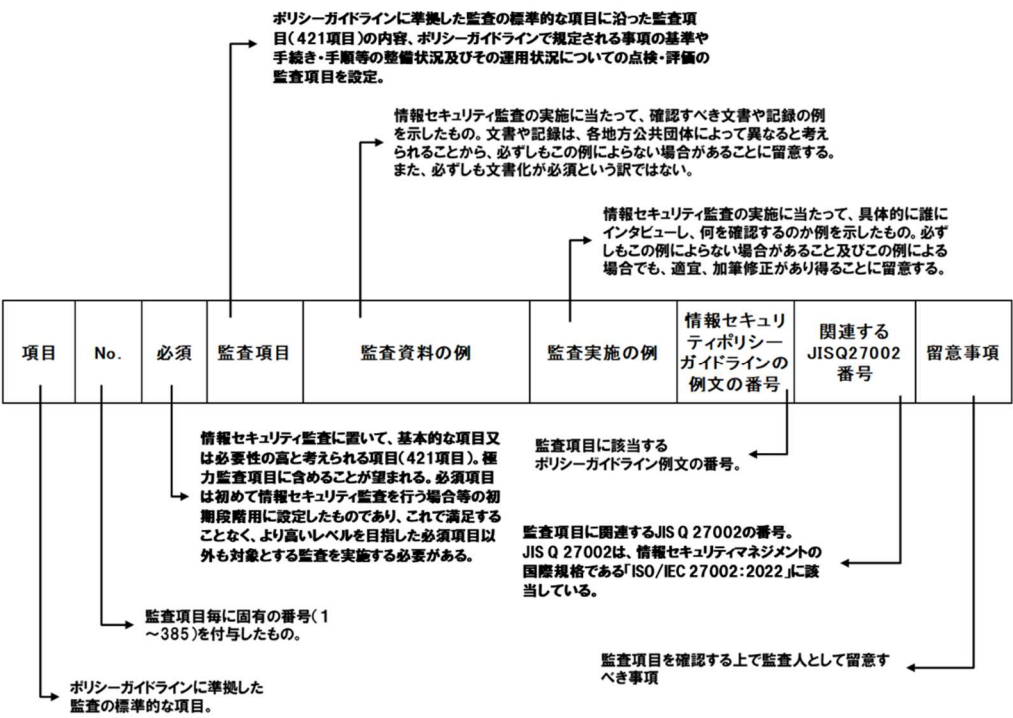 ポリシーガイドラインに準拠した監査の標準的な項目に沿った監査項
目(421項目)の内容、ポリシーガイドラインで規定される事項の基準や
手続き・手順等の整備状況及びその運用状況についての点検・評価の
監査項目を設定。
情報セキュリティ監査の実施に当たって、確認すべき文書や記録の例
を示したもの。文書や記録は、各地方公共団体によって異なると考え
られることから、必ずしもこの例によらない場合があることに留意する。
また、必ずしも文書化が必須という訳ではない。
情報セキュリティ監査の実施に当たって、具体的に誰に
インタビューし、何を確認するのか例を示したもの。必ず
しもこの例によらない場合があること及びこの例による
場合でも、適宜、加筆修正があり得ることに留意する。
項目
No.
必須
監査項目
監査資料の例
監査実施の例
情報セキュリ
ティポリシー
ガイドラインの
例文の番号
関連する
JISQ27002
番号
留意事項
情報セキュリティ監査に置いて、基本的な項目又
は必要性の高と考えられる項目(421項目)。極
力監査項目に含めることが望まれる。必須項目
は初めて情報セキュリティ監査を行う場合等の初
期段階用に設定したものであり、これで満足する
ことなく、より高いレベルを目指した必須項目以
外も対象とする監査を実施する必要がある。
監査項目に該当する
ポリシーガイドライン例文の番号。
監査項目に関連するJIS Q 27002の番号。
JIS Q 27002は、情報セキュリティマネジメントの
国際規格である「ISO/IEC 27002:2022」に該
当している。
監査項目毎に固有の番号(1
~385)を付与したもの。
監査項目を確認する上で監査人として留意す
べき事項
ポリシーガイドラインに準拠した
監査の標準的な項目。